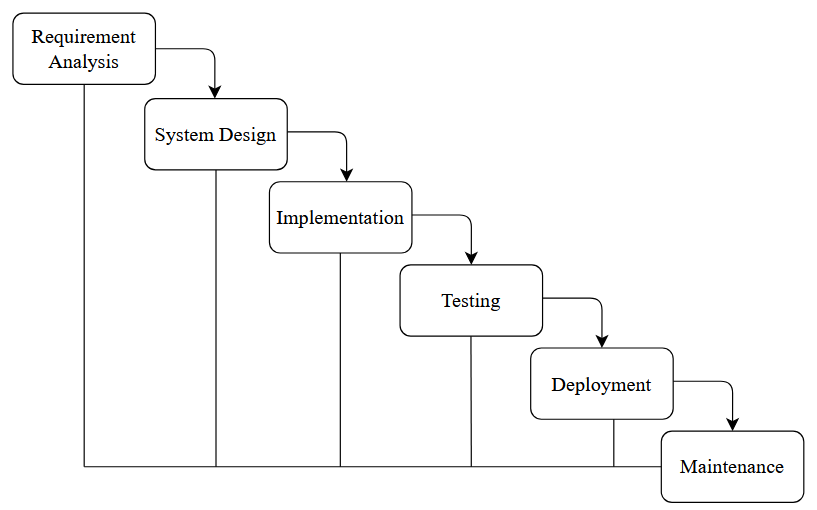 Requirement
Analysis
System Design
Implementation
Testing
Deployment
Maintenance